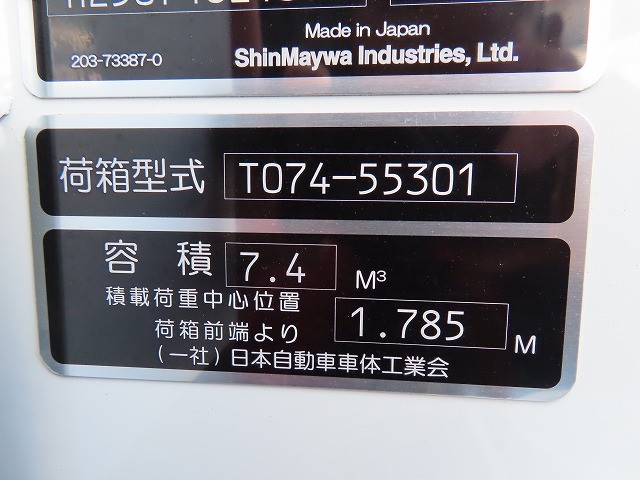 Made in Japan
203-73387-0 ShinMaywa Industries, Ltd.
荷箱型式 T074-55301
容積 7.4 M³
積載荷重中心位置
荷箱前端より 1.785 M
(一社)日本自動車車体工業会